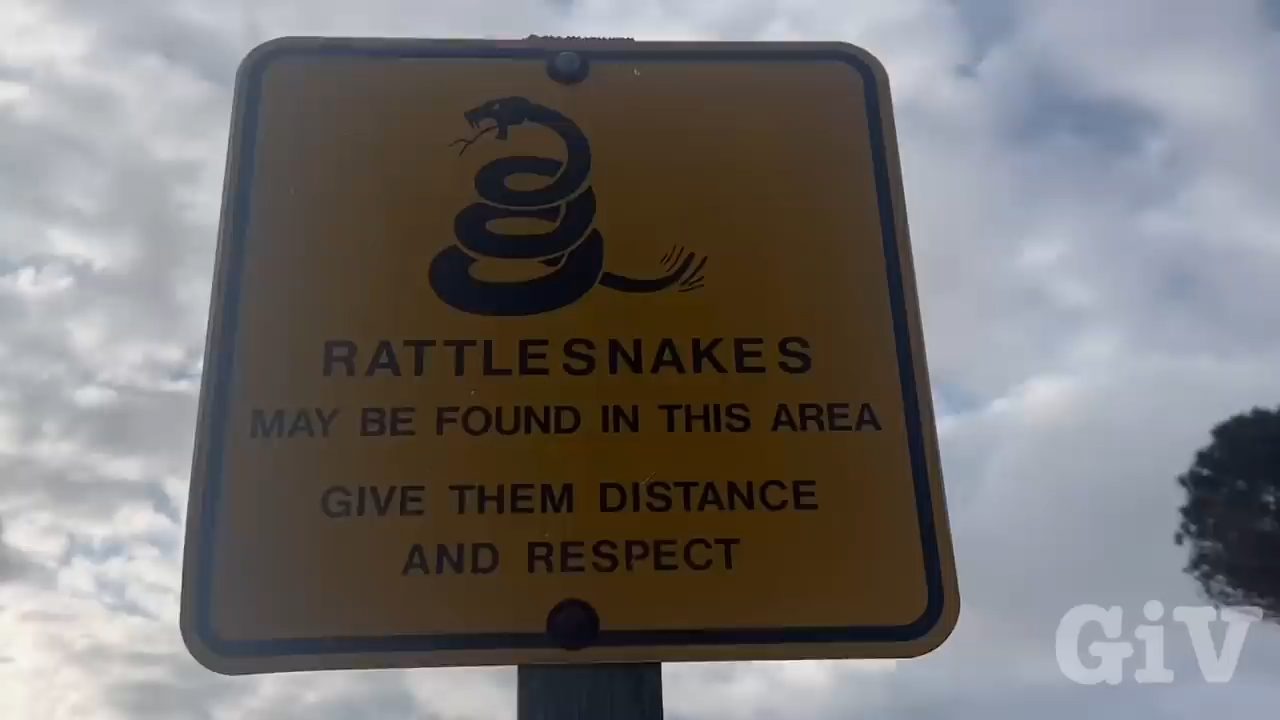 RATTLESNAKES
MAY BE FOUND IN THIS AREA
GIVE THEM DISTANCE
AND RESPECT
GiV